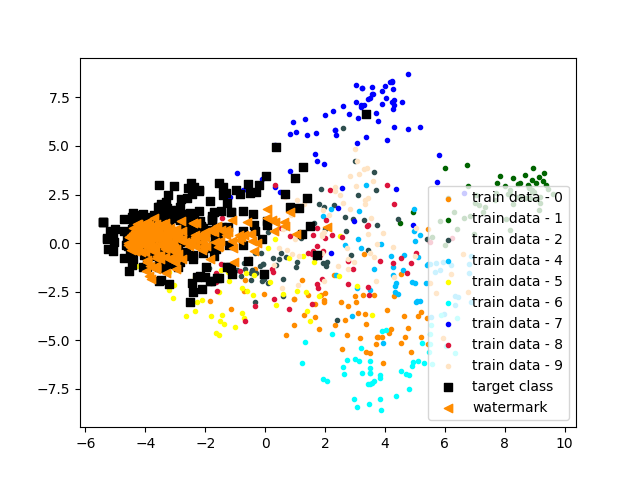 7.5
5.0
2.5
0.0
−2.5
−5.0
−7.5
−6 −4 −2 0 2 4 6 8 10
train data - 0
train data - 1
train data - 2
train data - 4
train data - 5
train data - 6
train data - 7
train data - 8
train data - 9
target class
watermark